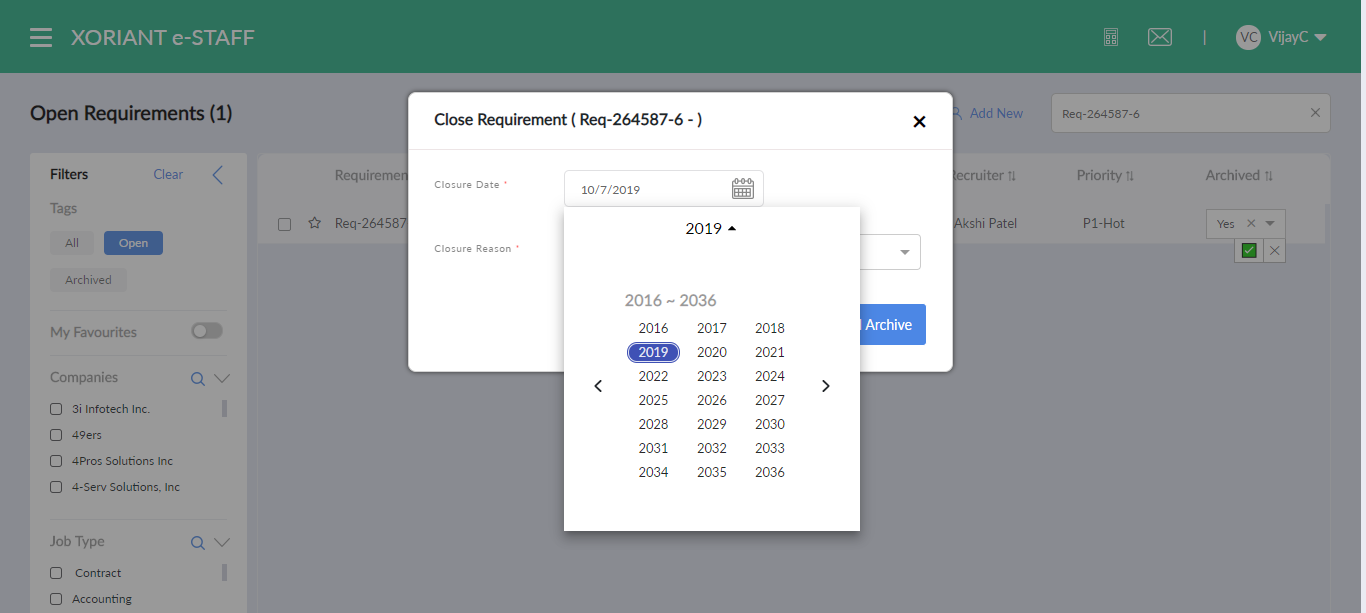 XORIANT e-STAFF
|
VC VijayC
Open Requirements (1)
Add New
Req-264587-6
Close Requirement ( Req-264587-6 - )
Closure Date *
10/7/2019
Closure Reason *
Archive
2019
2016 ~ 2036
2016 2017 2018
2019 2020 2021
2022 2023 2024
2025 2026 2027
2028 2029 2030
2031 2032 2033
2034 2035 2036
Filters Clear
Tags
All Open
Archived
My Favourites
Companies
3i Infotech Inc.
49ers
4Pros Solutions Inc
4-Serv Solutions, Inc
Job Type
Contract
Accounting
Requiremen Recruiter Priority Archived
Req-264587 Akshi Patel P1-Hot Yes